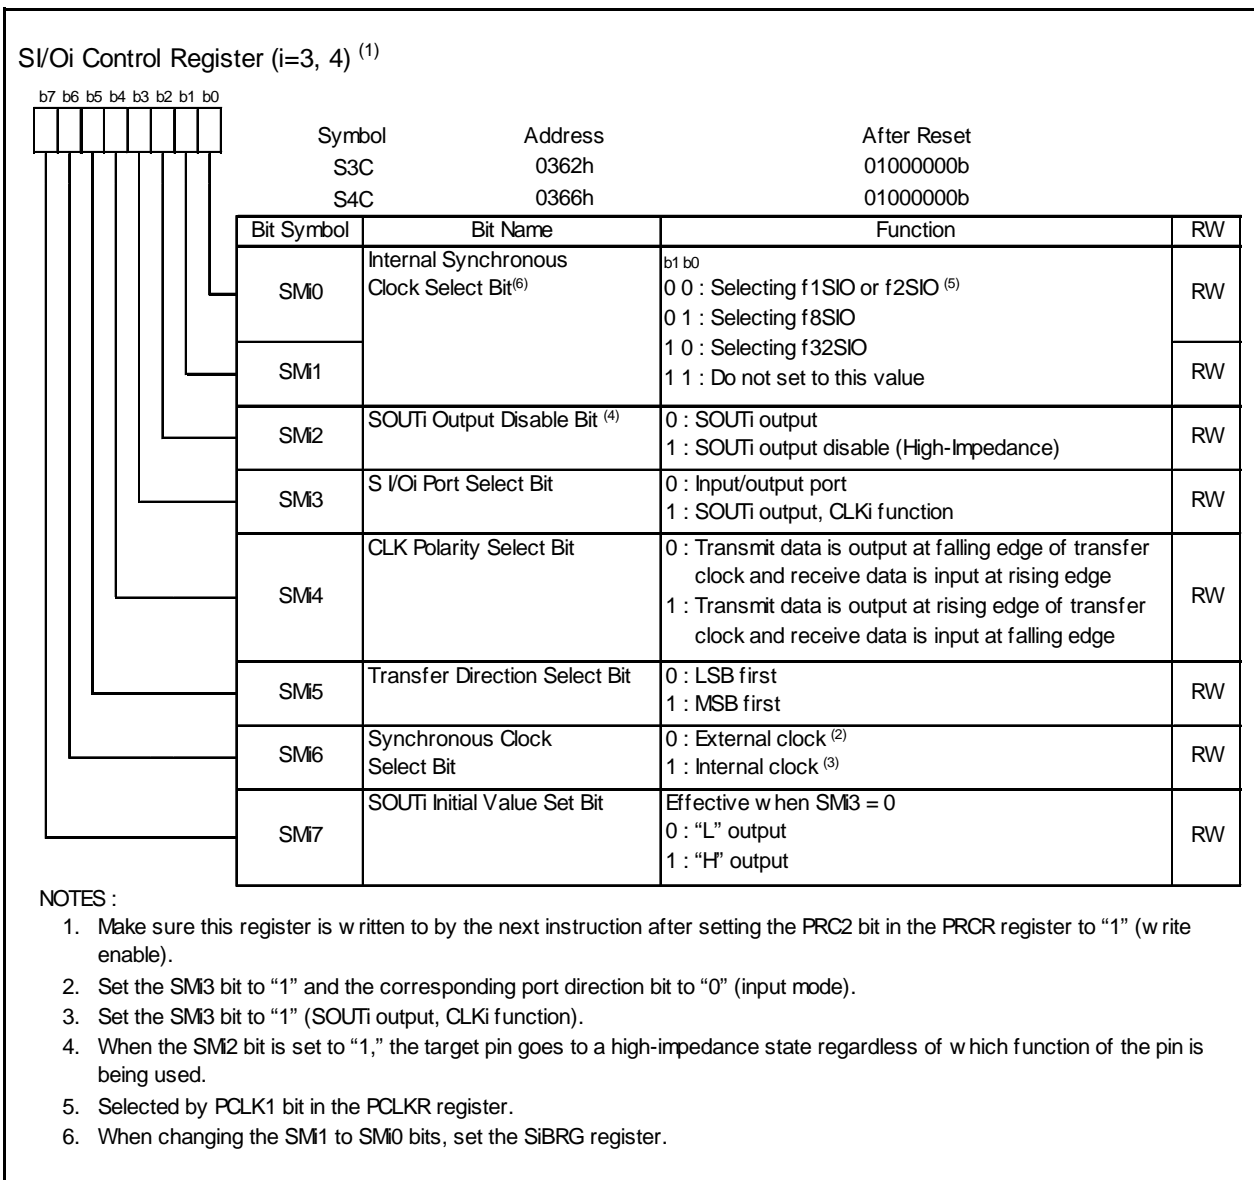 SI/Oi Control Register (i=3, 4) (1)
b7 b6 b5 b4 b3 b2 b1 b0
Symbol Address After Reset
S3C 0362h 01000000b
S4C 0366h 01000000b
Bit Symbol Bit Name Function RW
SMi0 Internal Synchronous
Clock Select Bit(6)
b1 b0
0 0 : Selecting f1SIO or f2SIO (5)
0 1 : Selecting f8SIO
1 0 : Selecting f32SIO
1 1 : Do not set to this value
RW
SMi1 RW
SMi2 SOUTi Output Disable Bit (4)
0 : SOUTi output
1 : SOUTi output disable (High-Impedance)
RW
SMi3 S I/Oi Port Select Bit
0 : Input/output port
1 : SOUTi output, CLKi function
RW
SMi4 CLK Polarity Select Bit
0 : Transmit data is output at falling edge of transfer
clock and receive data is input at rising edge
1 : Transmit data is output at rising edge of transfer
clock and receive data is input at falling edge
RW
SMi5 Transfer Direction Select Bit
0 : LSB first
1 : MSB first
RW
SMi6 Synchronous Clock
Select Bit
0 : External clock (2)
1 : Internal clock (3)
RW
SMi7 SOUTi Initial Value Set Bit
Effective when SMi3 = 0
0 : “L” output
1 : “H” output
RW
NOTES :
1. Make sure this register is written to by the next instruction after setting the PRC2 bit in the PRCR register to “1” (write
enable).
2. Set the SMi3 bit to “1” and the corresponding port direction bit to “0” (input mode).
3. Set the SMi3 bit to “1” (SOUTi output, CLKi function).
4. When the SMi2 bit is set to “1,” the target pin goes to a high-impedance state regardless of which function of the pin is
being used.
5. Selected by PCLK1 bit in the PCLKR register.
6. When changing the SMi1 to SMi0 bits, set the SiBRG register.